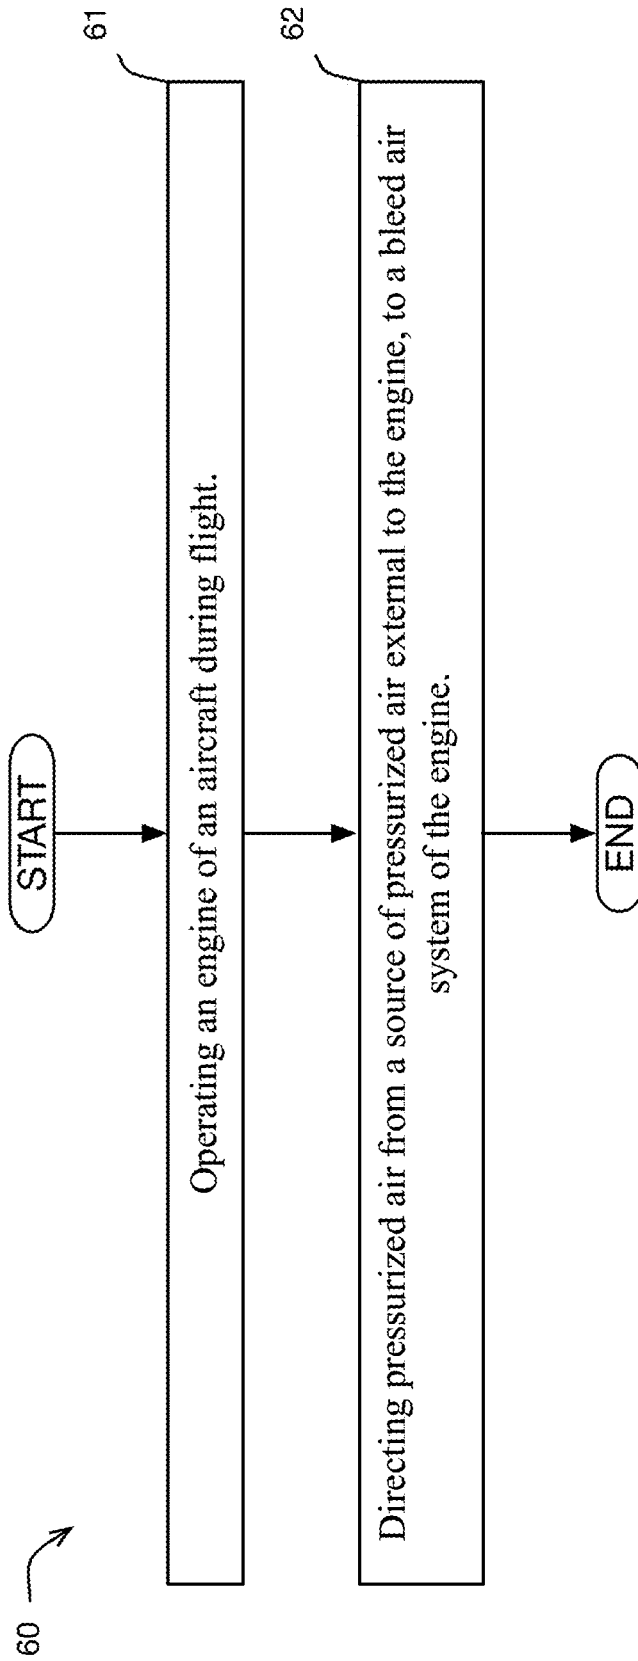 60
START
61
Operating an engine of an aircraft during flight.
62
Directing pressurized air from a source of pressurized air external to the engine, to a bleed air
system of the engine.
END